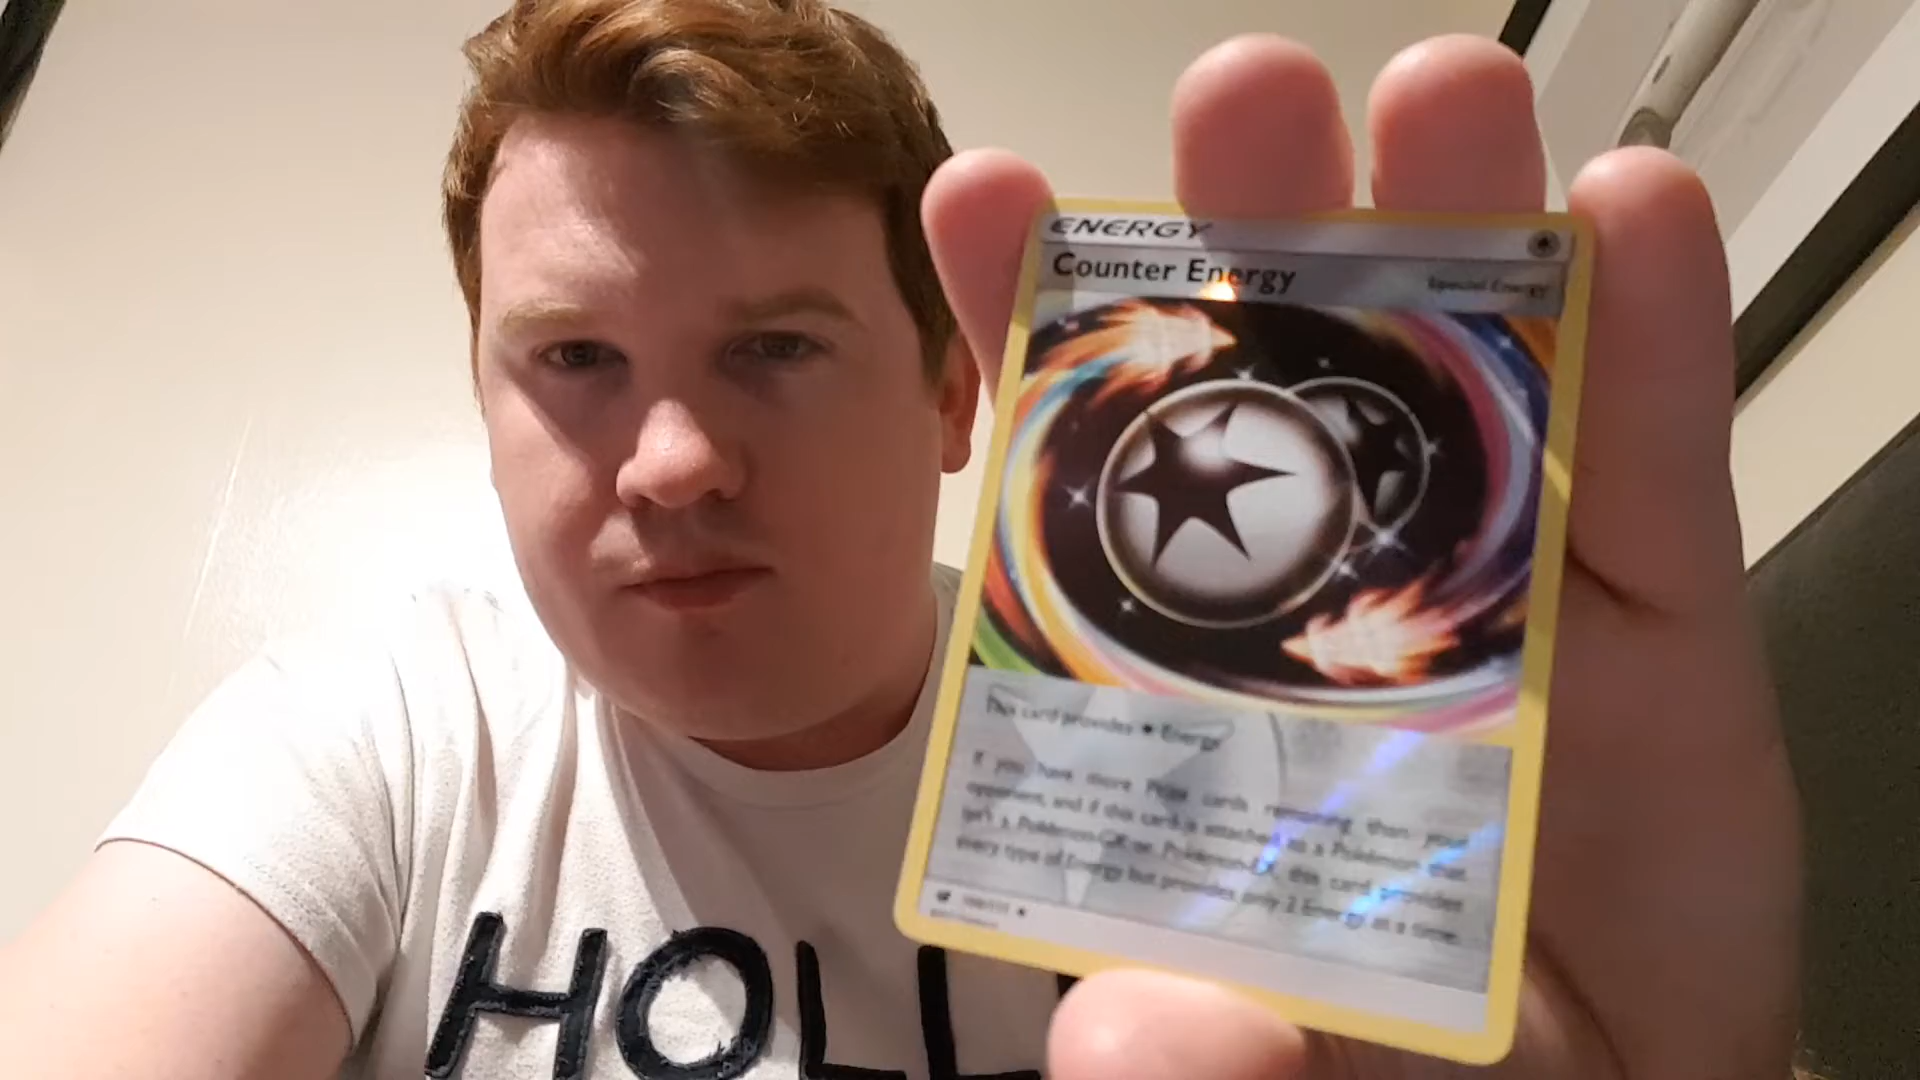 ENERGY
Counter Energy
Special Energy
This card provides Energy
If you have more Prize cards remaining than your
opponent, and if this card is attached to a Pokémon that
isn't a Pokémon-GX or Pokémon-EX, this card provides
every type of Energy but provides only 2 Energy at a time.
HOLL